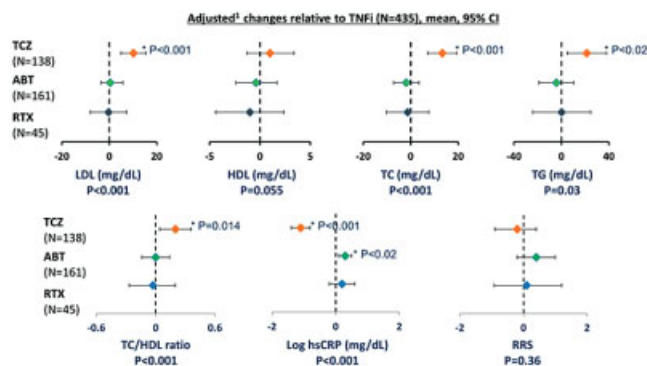 Adjusted¹ changes relative to TNFi (N=435), mean, 95% CI
TCZ
(N=138)
ABT
(N=161)
RTX
(N=45)
* P<0.001
* P<0.001
* P<0.02
-20 0 20
-5 0 5
-20 0 20
-40 0 40
LDL (mg/dL)
P<0.001
HDL (mg/dL)
P=0.055
TC (mg/dL)
P<0.001
TG (mg/dL)
P=0.03
TCZ
(N=138)
ABT
(N=161)
RTX
(N=45)
* P=0.014
* P<0.001
* P<0.02
-0.6 0 0.6
-2 0 2
-2 0 2
TC/HDL ratio
P<0.001
Log hsCRP (mg/dL)
P<0.001
RRS
P=0.36